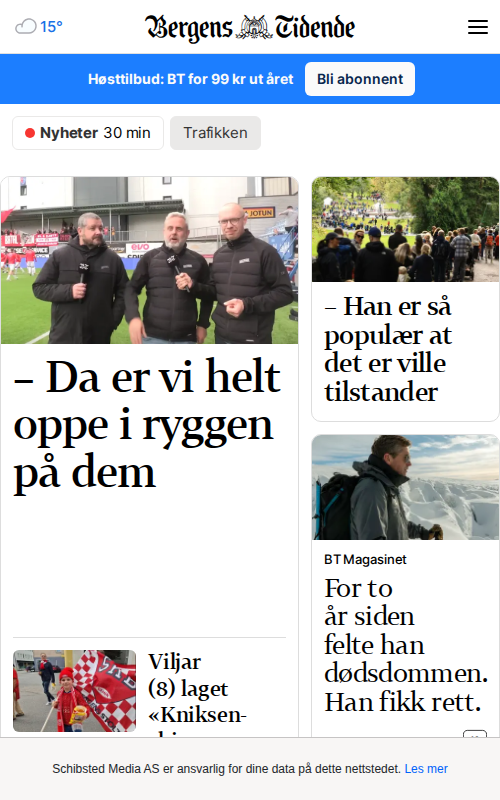 15°
Bergens Tidende
Høsttilbud: BT for 99 kr ut året
Bli abonnent
Nyheter 30 min
Trafikken
JOTUN
evo
– Da er vi helt
oppe i ryggen
på dem
Viljar
(8) laget
«Kniksen-
– Han er så
populær at
det er ville
tilstander
BT Magasinet
For to
år siden
felte han
dødsdommen.
Han fikk rett.
Schibsted Media AS er ansvarlig for dine data på dette nettstedet. Les mer